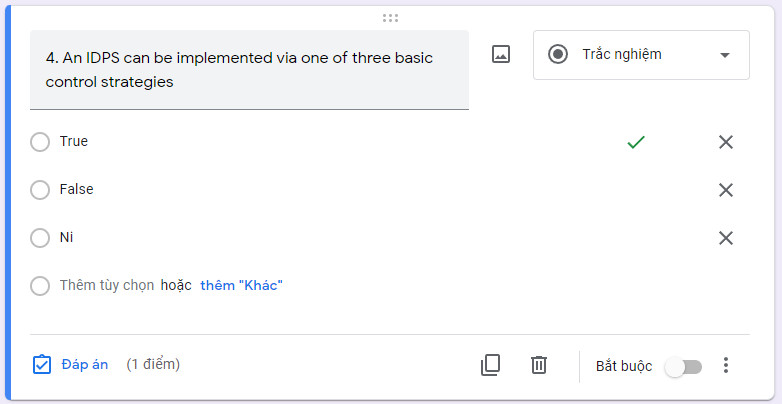 4. An IDPS can be implemented via one of three basic
control strategies
Trắc nghiệm
True
False
Ni
Thêm tùy chọn hoặc thêm "Khác"
Đáp án (1 điểm)
Bắt buộc